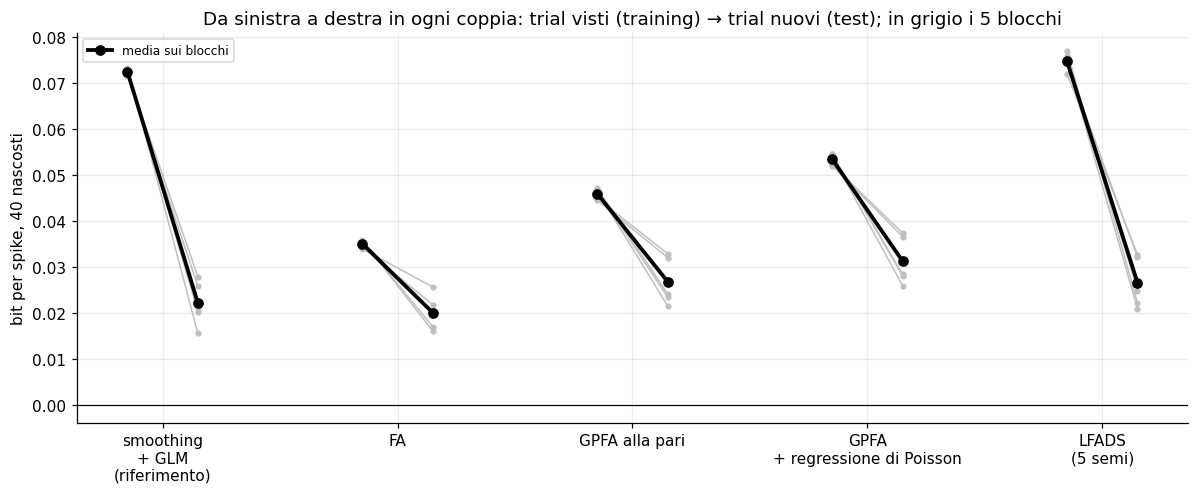 Da sinistra a destra in ogni coppia: trial visti (training) → trial nuovi (test); in grigio i 5 blocchi
media sui blocchi
bit per spike, 40 nascosti
0.08
0.07
0.06
0.05
0.04
0.03
0.02
0.01
0.00
smoothing
+ GLM
(riferimento)
FA
GPFA alla pari
GPFA
+ regressione di Poisson
LFADS
(5 semi)